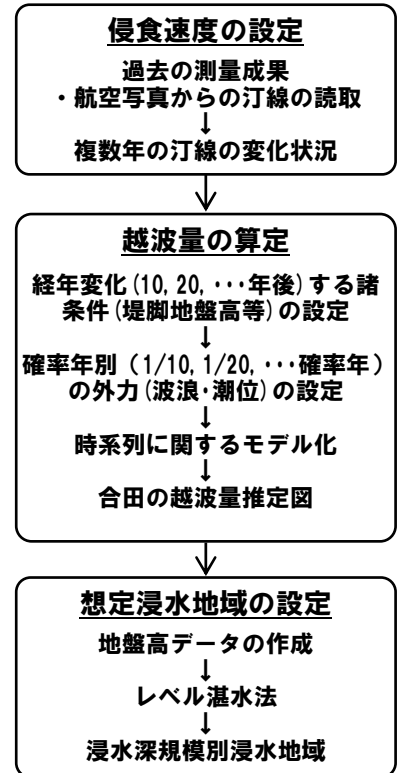 侵食速度の設定
過去の測量成果
・航空写真からの汀線の読取
↓
複数年の汀線の変化状況
越波量の算定
経年変化(10,20,･･･年後)する諸
条件(堤脚地盤高等)の設定
↓
確率年別（1/10,1/20,･･･確率年）
の外力(波浪･潮位)の設定
↓
時系列に関するモデル化
↓
合田の越波量推定図
想定浸水地域の設定
地盤高データの作成
↓
レベル湛水法
↓
浸水深規模別浸水地域